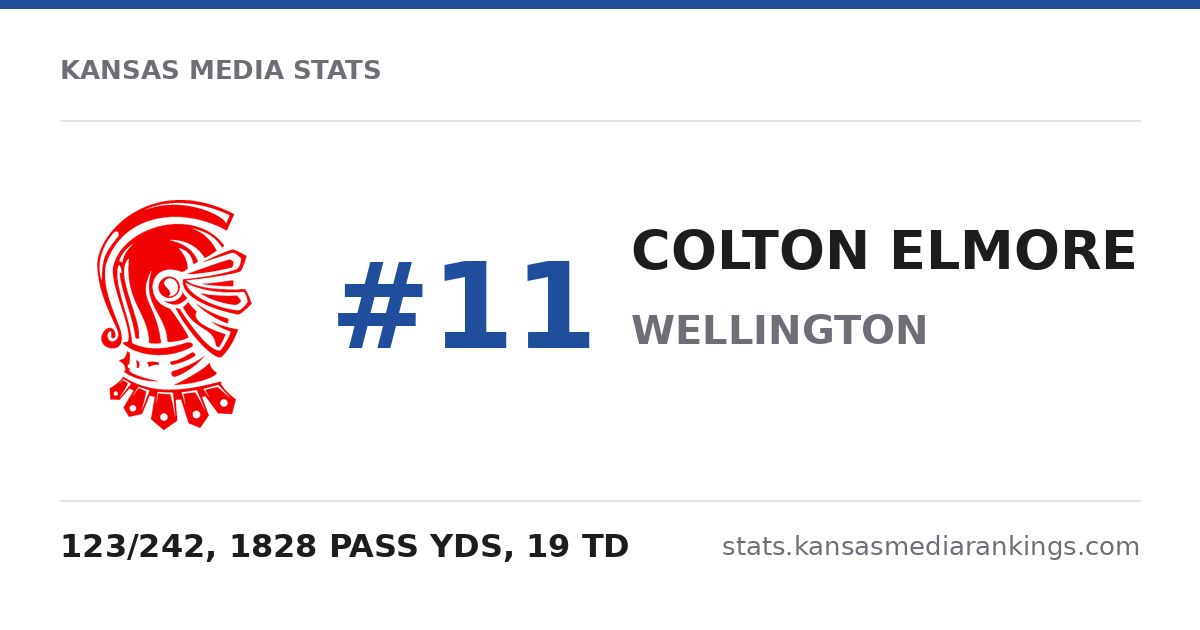 KANSAS MEDIA STATS
#11
COLTON ELMORE
WELLINGTON
123/242, 1828 PASS YDS, 19 TD
stats.kansasmediarankings.com